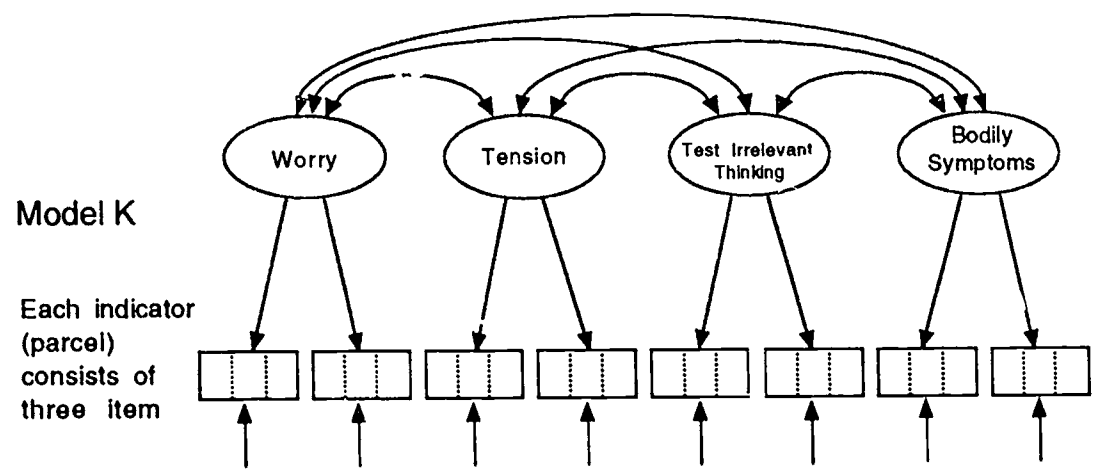 Worry
Tension
Test Irrelevant
Thinking
Bodily
Symptoms
Model K
Each indicator
(parcel)
consists of
three item